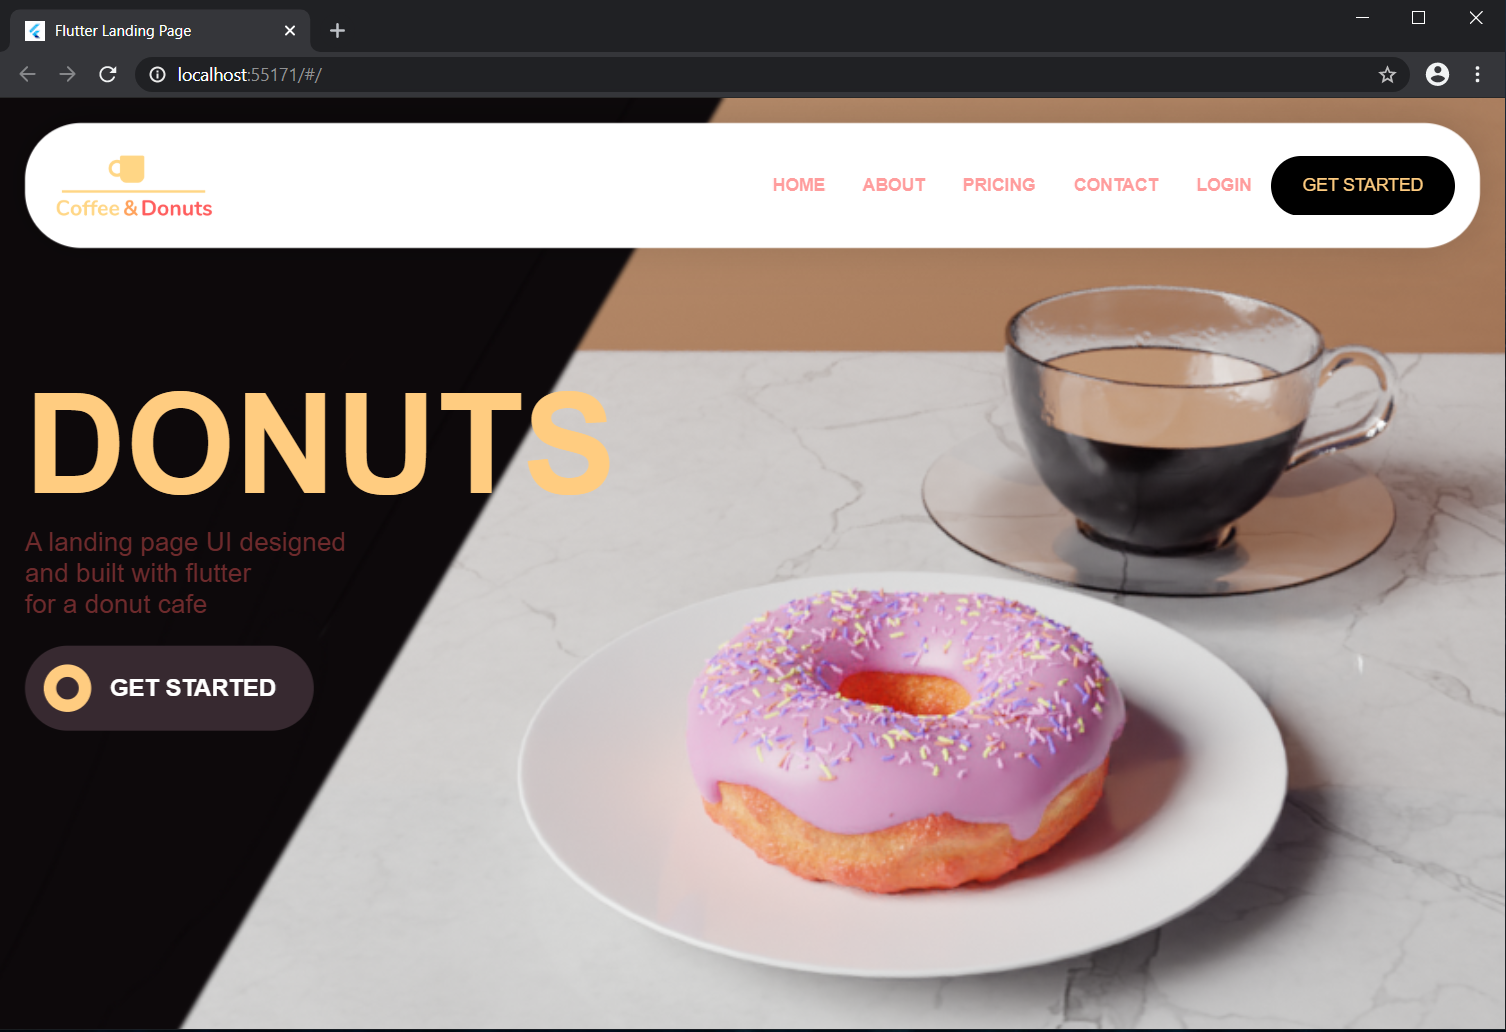 Flutter Landing Page
localhost:55171/#/
Coffee & Donuts
HOME ABOUT PRICING CONTACT LOGIN GET STARTED
DONUTS
A landing page UI designed
and built with flutter
for a donut cafe
GET STARTED